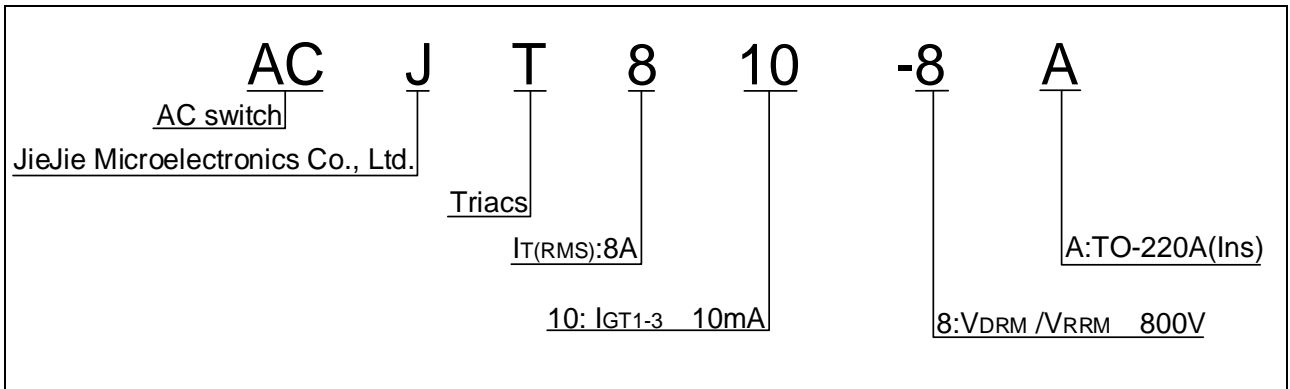 AC J T 8 10 -8 A
AC switch
JieJie Microelectronics Co., Ltd.
Triacs
IT(RMS):8A
A:TO-220A(Ins)
10: IGT1-3 10mA
8:VDRM /VRRM 800V